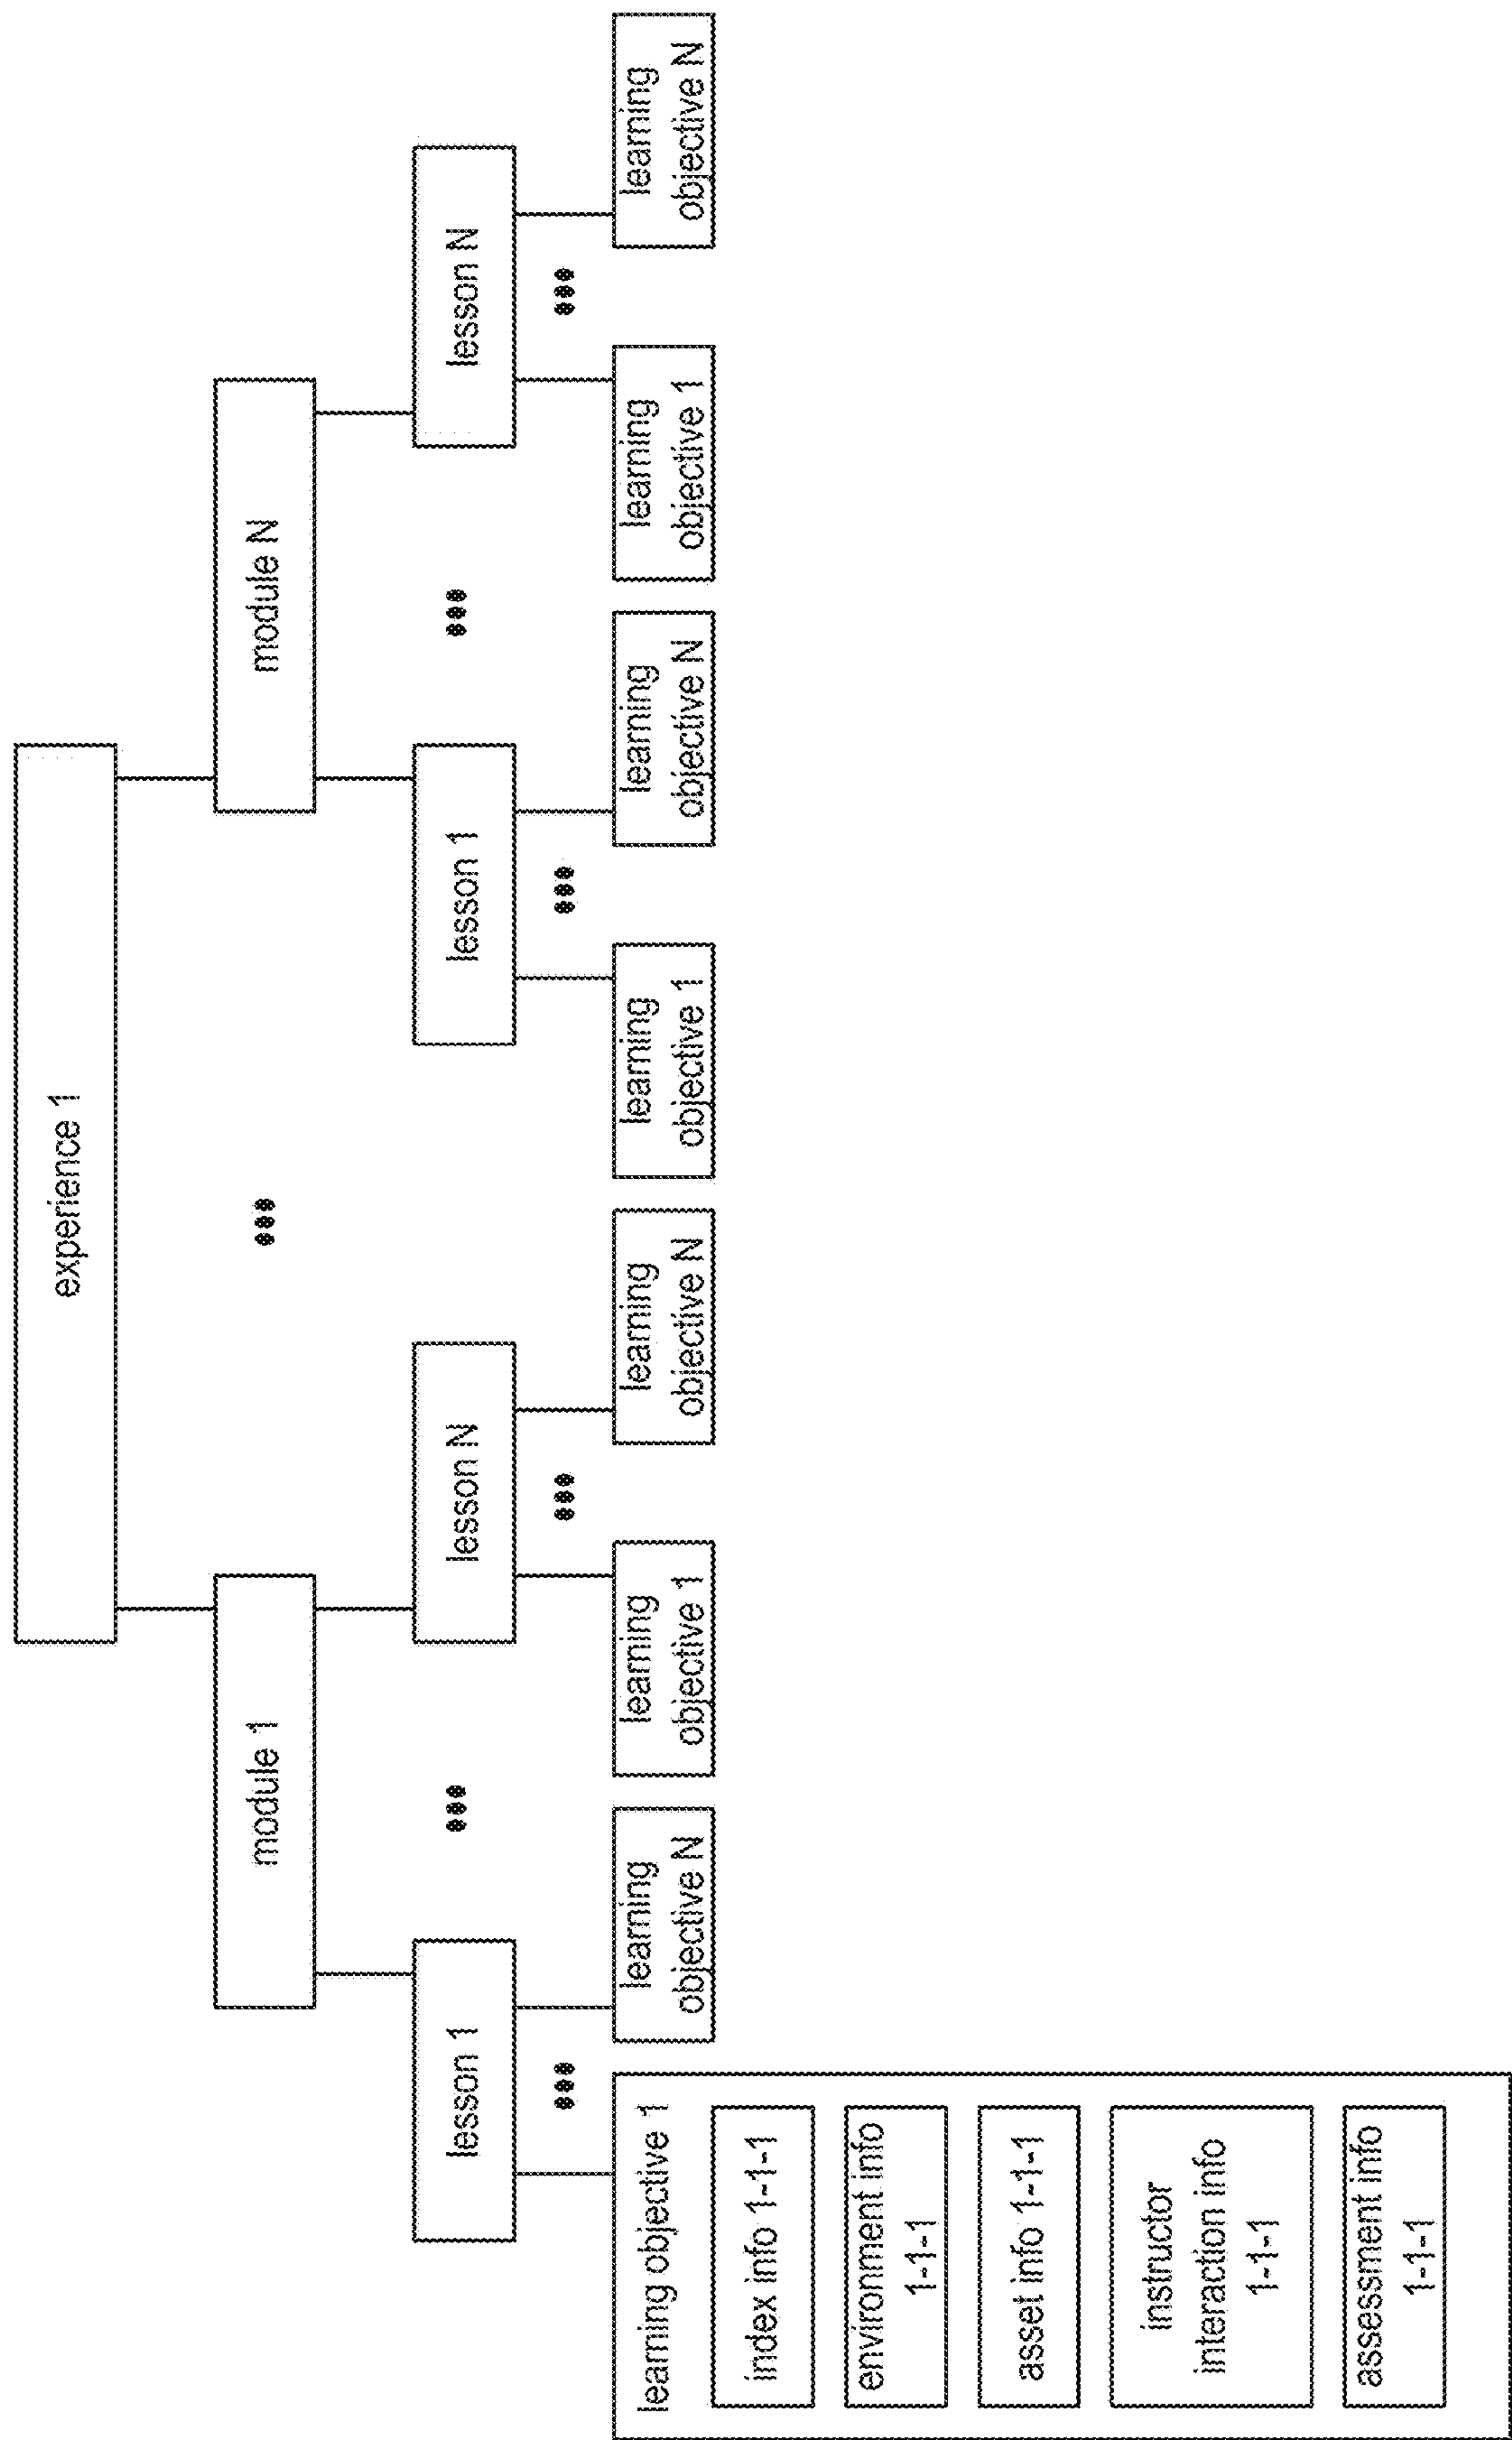 experience 1
module 1
module N
lesson 1
lesson N
lesson 1
lesson N
learning objective 1
index info 1-1-1
environment info
1-1-1
asset info 1-1-1
instructor
interaction info
1-1-1
assessment info
1-1-1
learning
objective N
learning
objective 1
learning
objective N
learning
objective 1
learning
objective N
learning
objective 1
learning
objective N